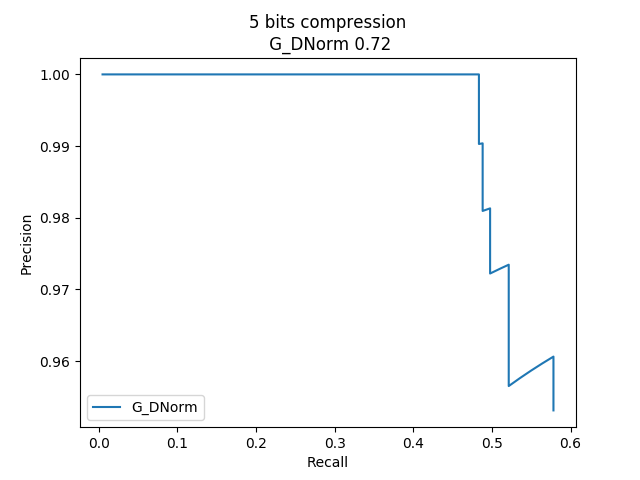 5 bits compression
G_DNorm 0.72
1.00
0.99
0.98
0.97
0.96
Precision
G_DNorm
0.0 0.1 0.2 0.3 0.4 0.5 0.6
Recall